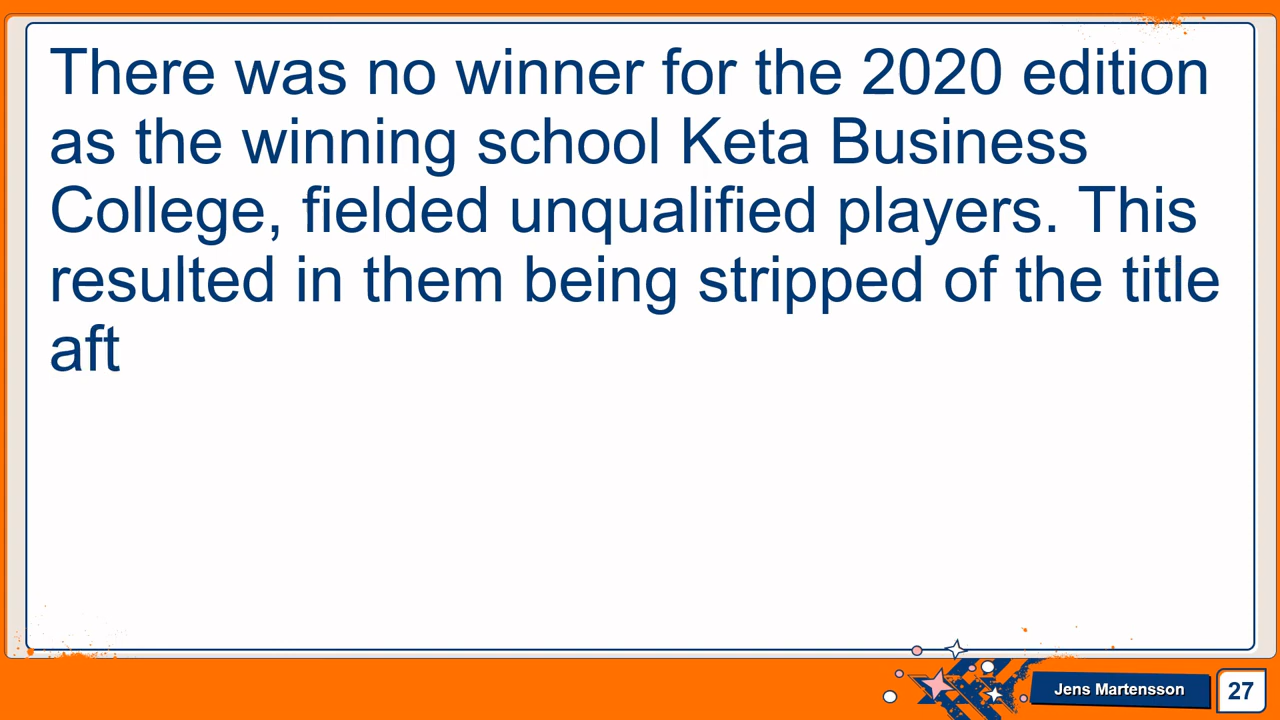 There was no winner for the 2020 edition
as the winning school Keta Business
College, fielded unqualified players. This
resulted in them being stripped of the title
aft
Jens Martensson
27